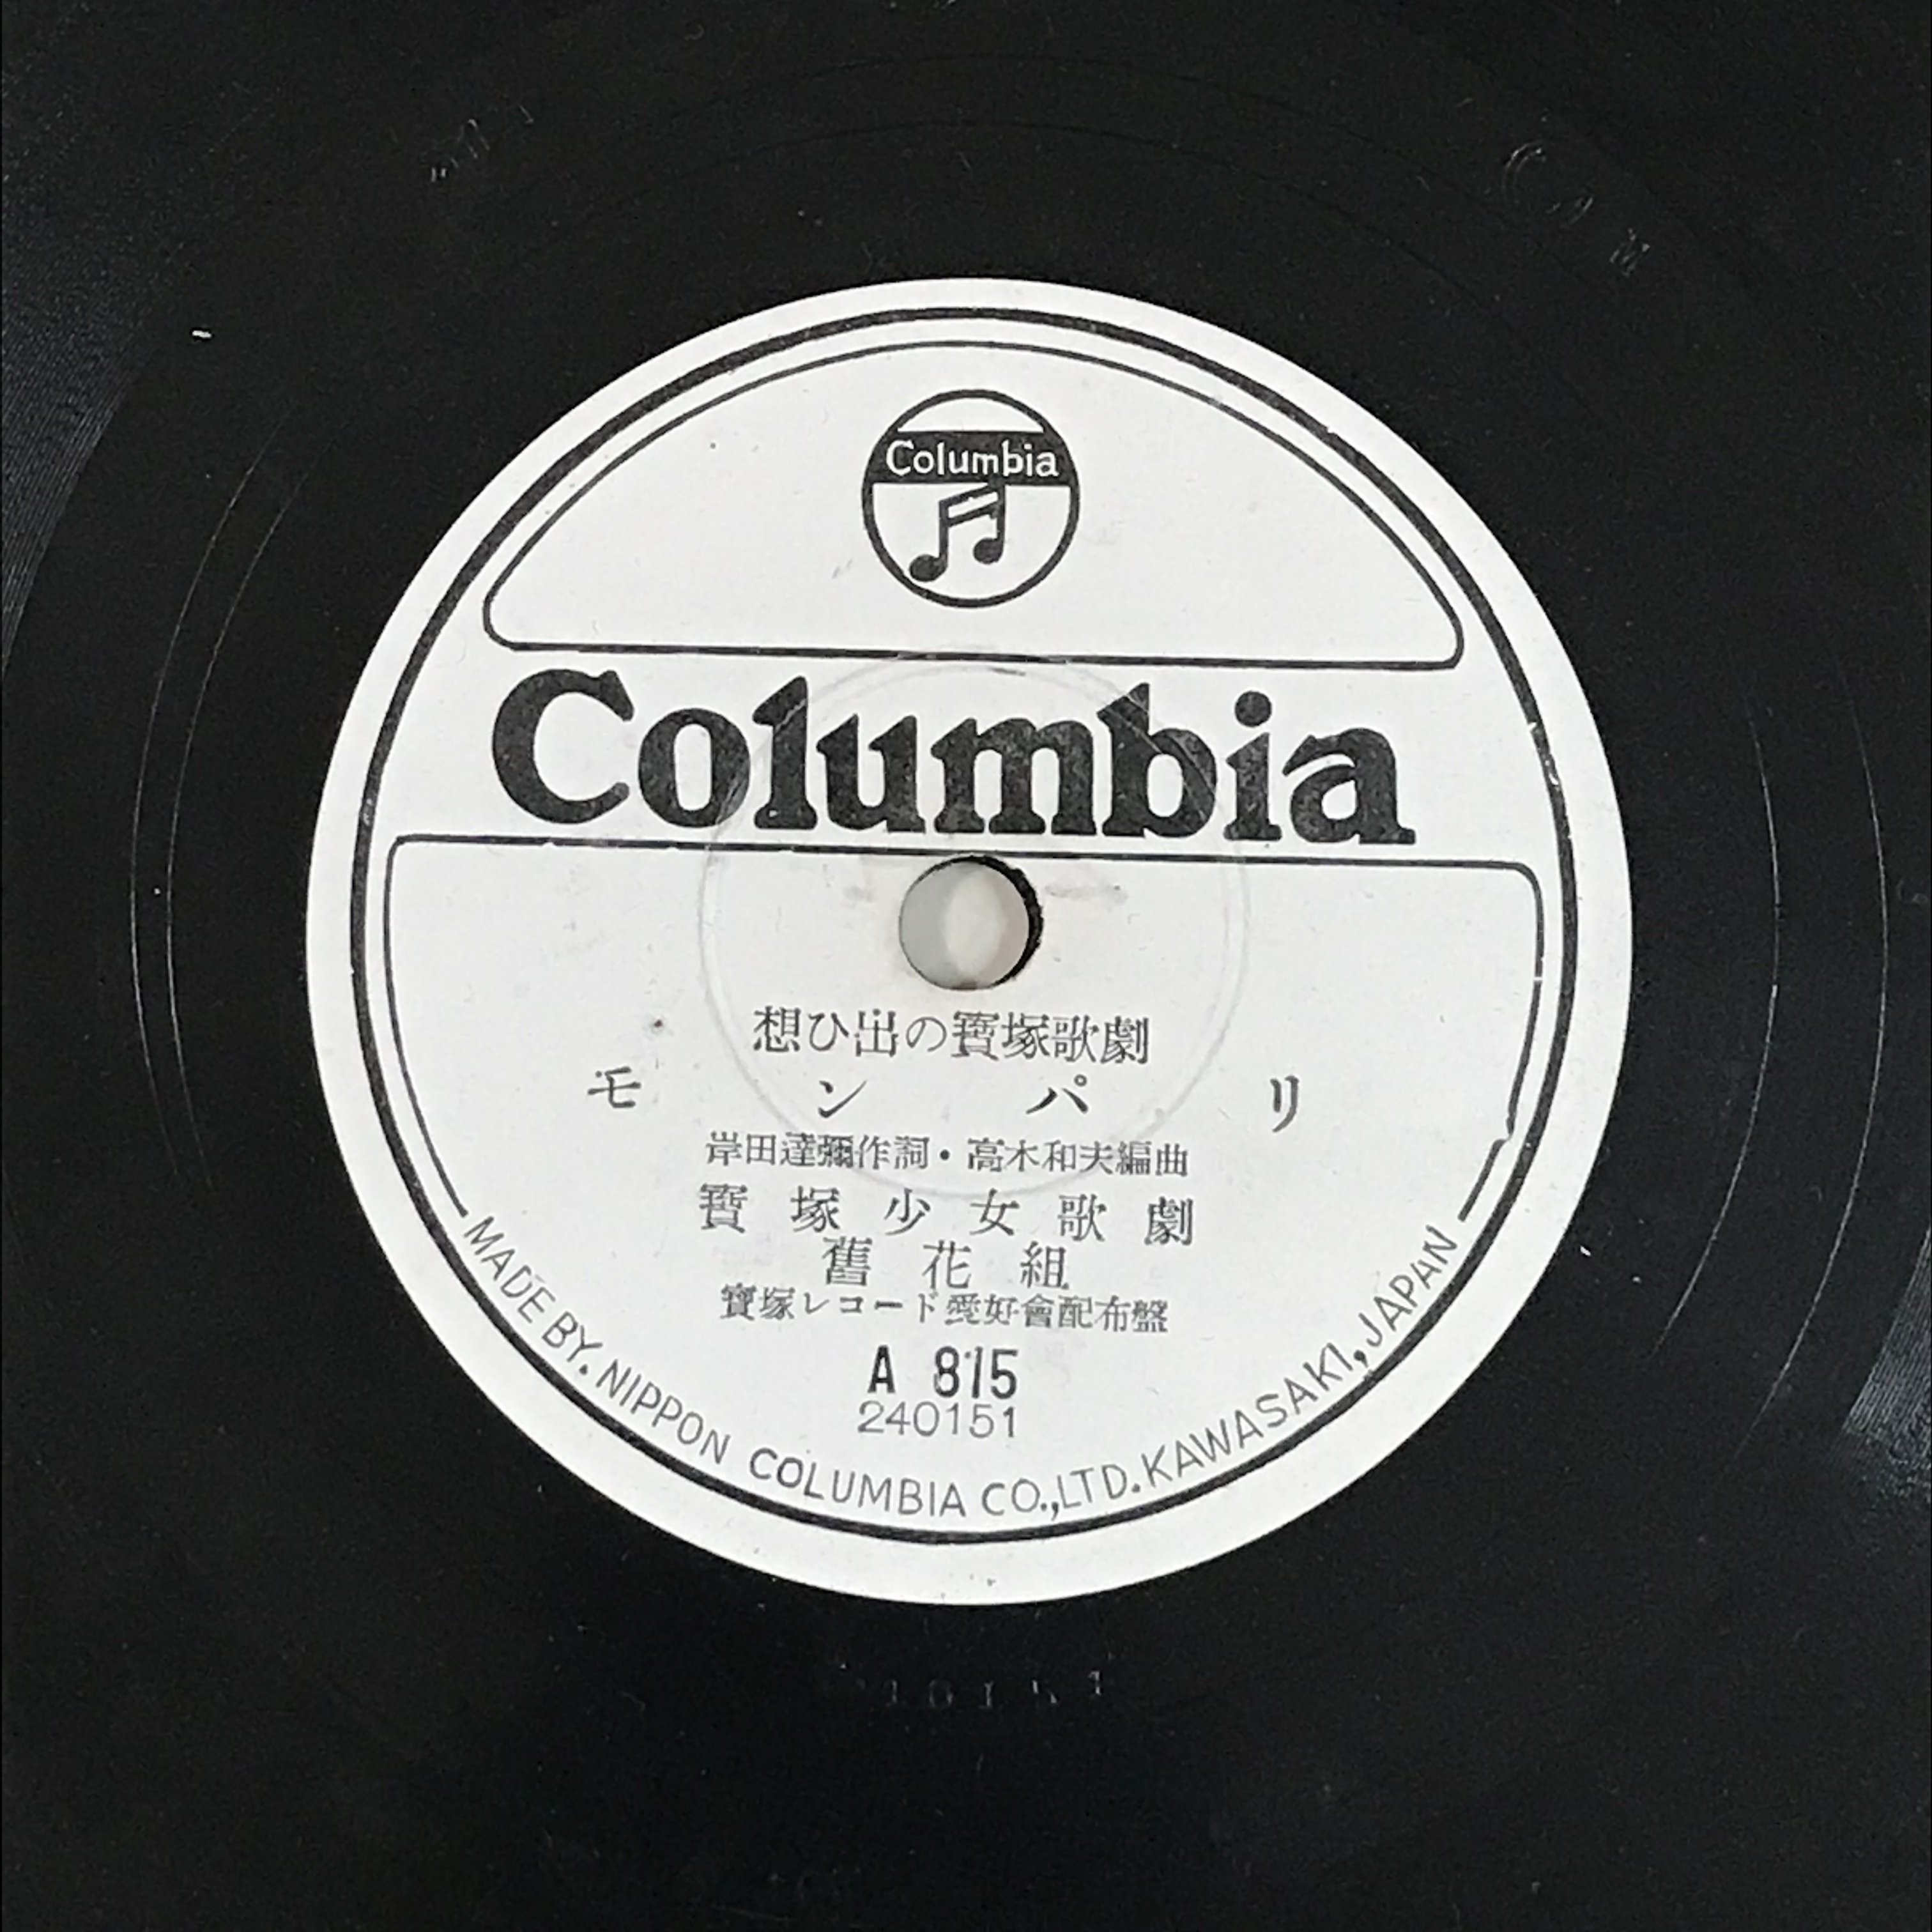 Columbia
Columbia
想ひ出の寶塚歌劇
モンパリ
岸田達彌作詞・高木和夫編曲
寶塚少女歌劇
舊花組
寶塚レコード愛好會配布盤
A 815
240151
MADE BY. NIPPON COLUMBIA CO.,LTD. KAWASAKI, JAPAN